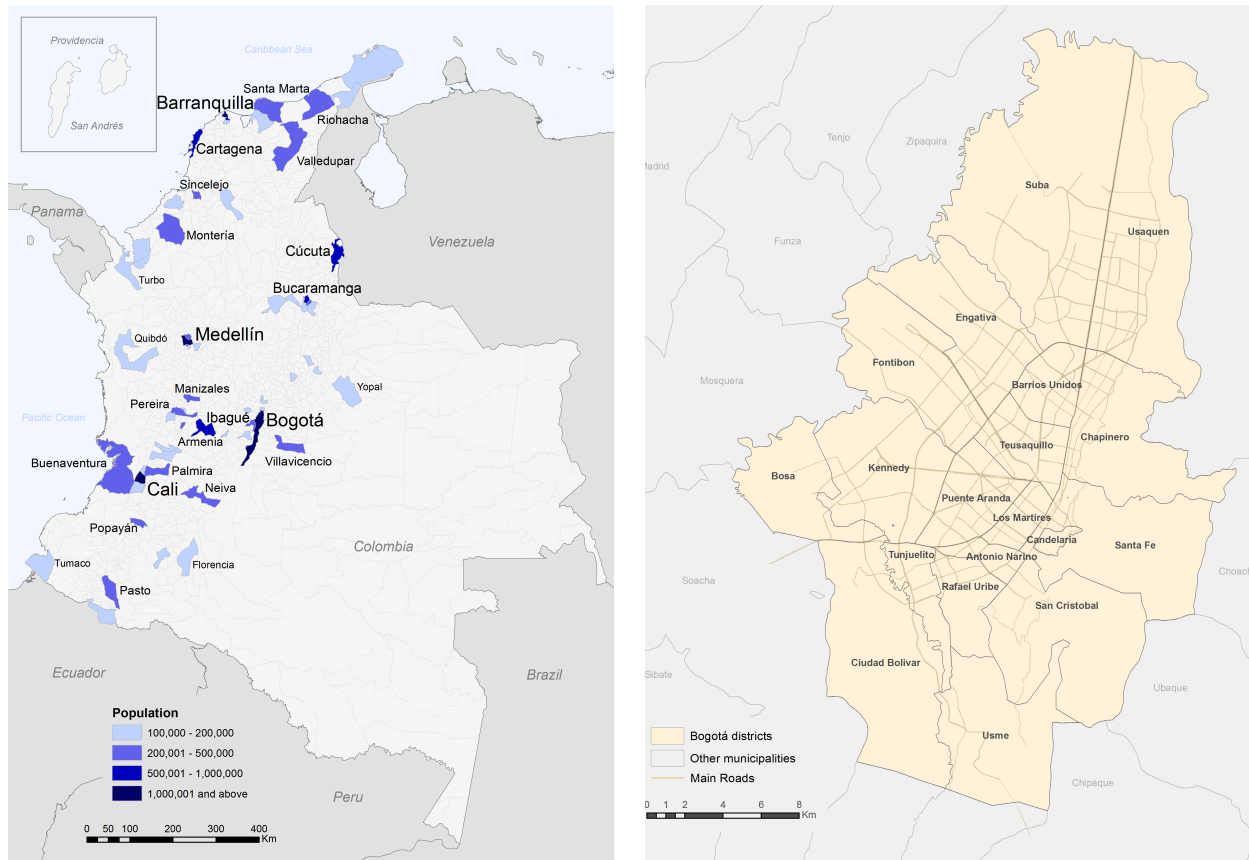 Providencia
San Andrés
Caribbean Sea
Santa Marta
Barranquilla
Riohacha
Cartagena
Valledupar
Sincelejo
Panama
Montería
Venezuela
Cúcuta
Turbo
Bucaramanga
Medellín
Quibdó
Manizales
Yopal
Pereira
Pacific Ocean
Ibagué
Bogotá
Armenia
Buenaventura
Villavicencio
Palmira
Cali
Neiva
Popayán
Colombia
Tumaco
Florencia
Pasto
Ecuador
Brazil
Peru
Population
100,000 - 200,000
200,001 - 500,000
500,001 - 1,000,000
1,000,001 and above
0 50 100 200 300 400
Km
Tenjo
Zipaquira
Madrid
Suba
Usaquen
Funza
Engativa
Fontibon
Mosquera
Barrios Unidos
Chapinero
Teusaquillo
Kennedy
Bosa
Puente Aranda
Los Martires
Candelaria
Santa Fe
Tunjuelito
Antonio Narino
Soacha
Rafael Uribe
San Cristobal
Ciudad Bolivar
Sibate
Ubaque
Usme
Chipaque
Bogotá districts
Other municipalities
Main Roads
0 1 2 4 6 8
Km